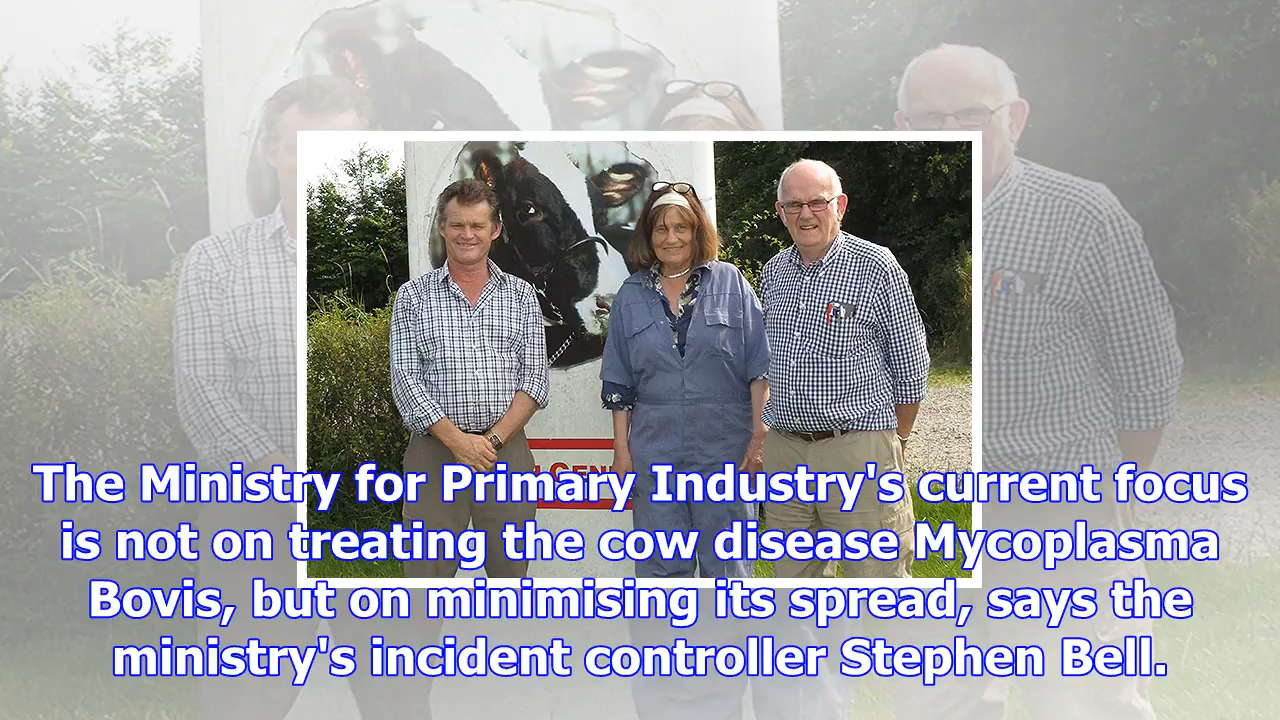 The Ministry for Primary Industry's current focus
is not on treating the cow disease Mycoplasma
Bovis, but on minimising its spread, says the
ministry's incident controller Stephen Bell.